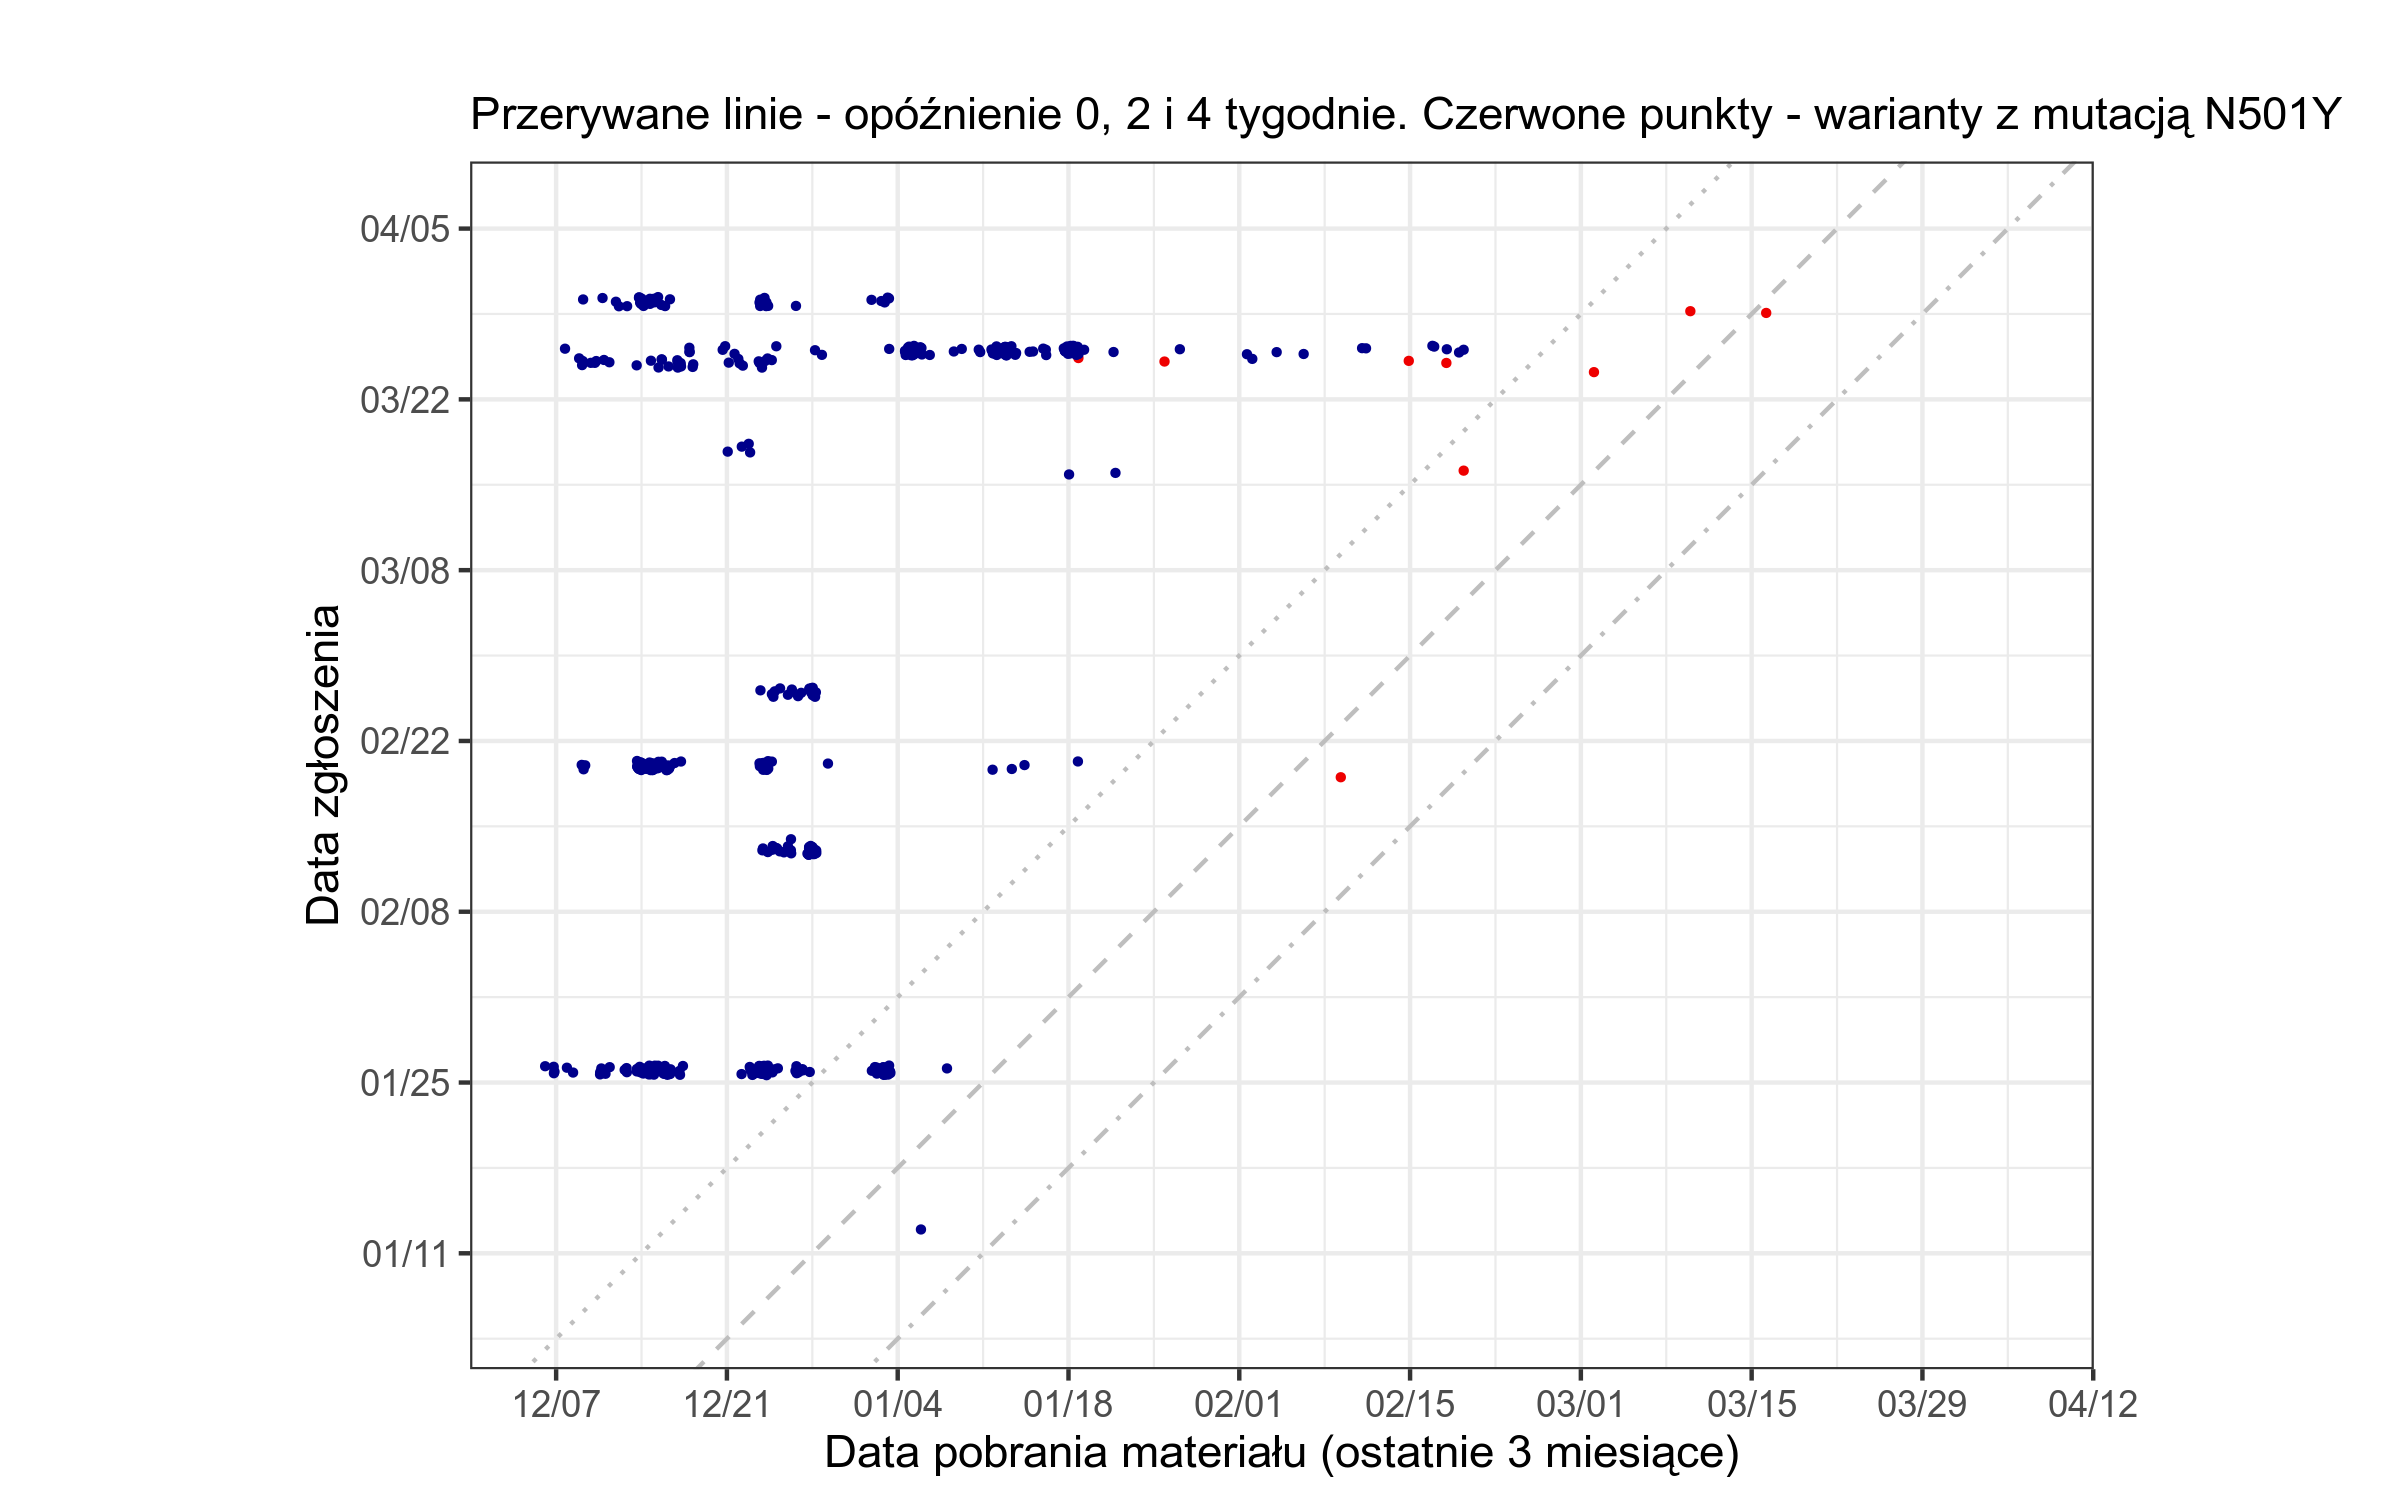 Przerywane linie - opóźnienie 0, 2 i 4 tygodnie. Czerwone punkty - warianty z mutacją N501Y
Data zgłoszenia
04/05
03/22
03/08
02/22
02/08
01/25
01/11
12/07 12/21 01/04 01/18 02/01 02/15 03/01 03/15 03/29 04/12
Data pobrania materiału (ostatnie 3 miesiące)